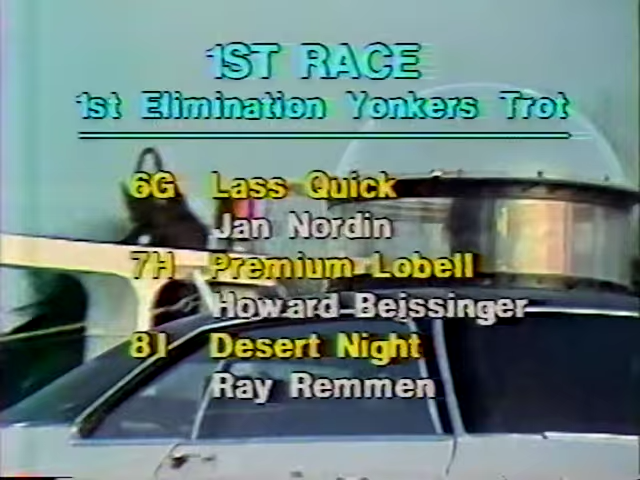 1ST RACE
1st Elimination Yonkers Trot
6G Lass Quick
Jan Nordin
7H Premium Lobell
Howard Beissinger
8I Desert Night
Ray Remmen